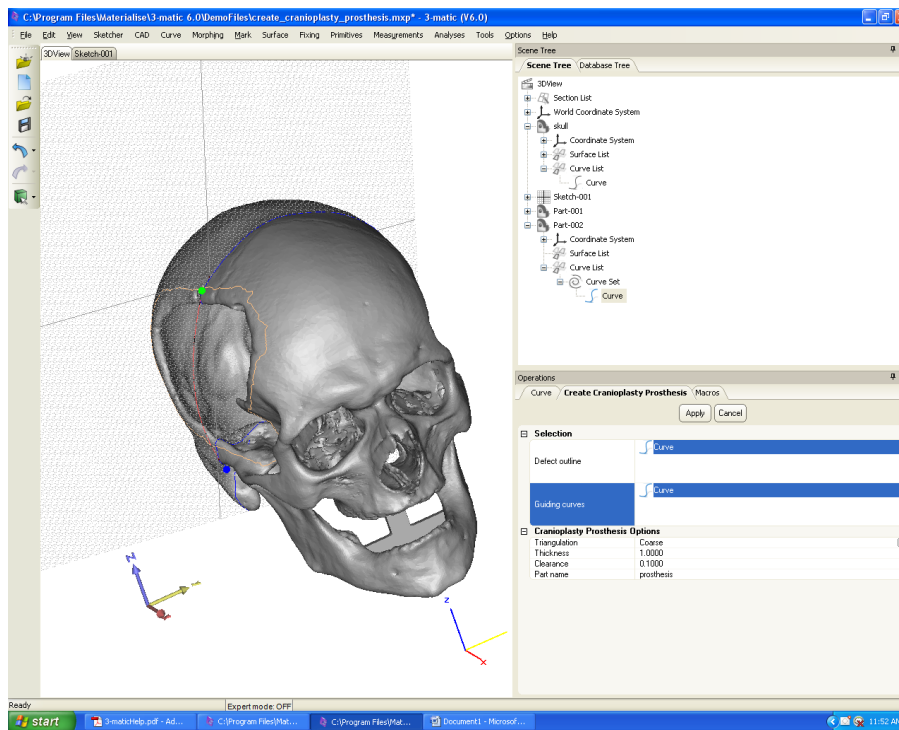 C:\Program Files\Materialise\3-matic 6.0\DemoFiles\create_cranioplasty_prosthesis.mxp* - 3-matic (V6.0)
File Edit View Sketcher CAD Curve Morphing Mark Surface Fixing Primitives Measurements Analyses Tools Options Help
3DView Sketch-001
Scene Tree
Scene Tree Database Tree
3DView
Section List
World Coordinate System
skull
Coordinate System
Surface List
Curve List
Curve
Sketch-001
Part-001
Part-002
Coordinate System
Surface List
Curve List
Curve Set
Curve
Operations
Curve Create Cranioplasty Prosthesis Macros
Apply Cancel
Selection
Defect outline Curve
Guiding curves Curve
Cranioplasty Prosthesis Options
Triangulation Coarse
Thickness 1.0000
Clearance 0.1000
Part name prosthesis
z
x
Ready Expert mode: OFF
start 3-maticHelp.pdf - Ad... C:\Program Files\Mat... C:\Program Files\Mat... Document1 - Microsof... 11:52 AM